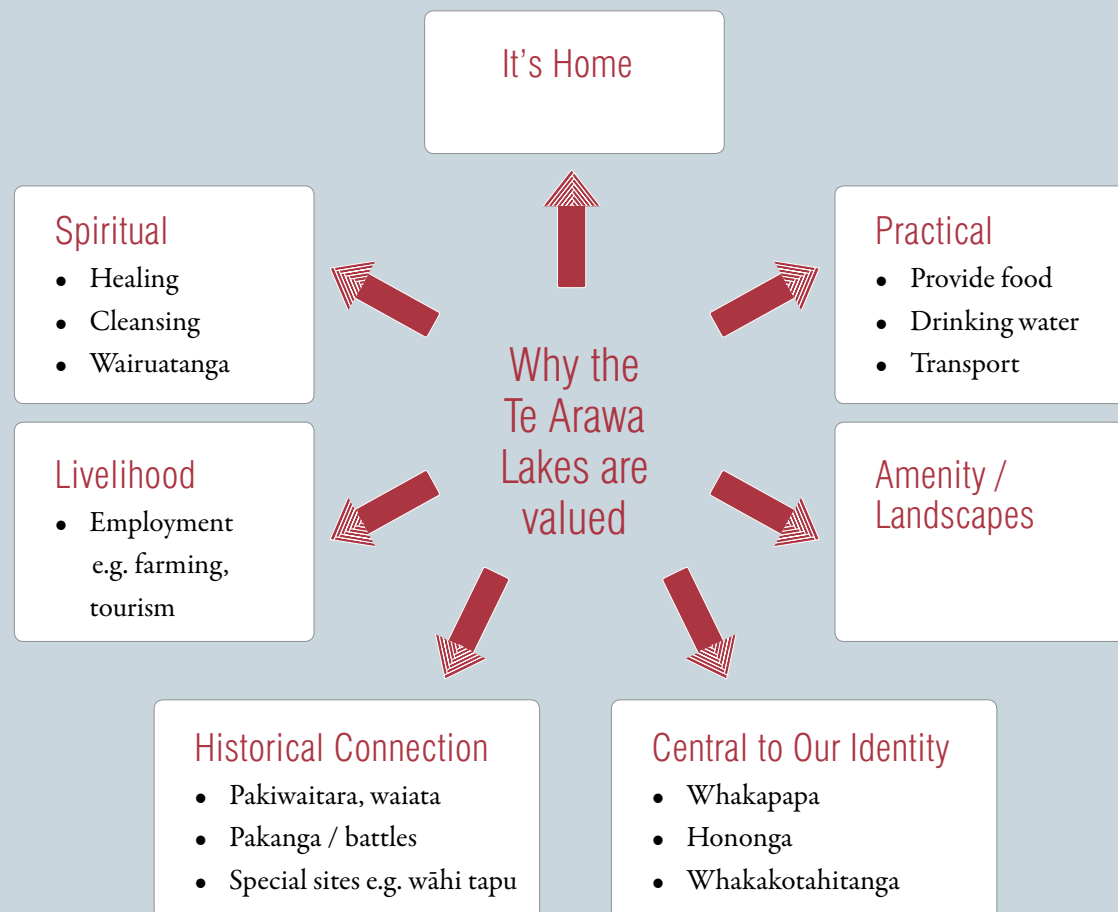 It’s Home
Spiritual
• Healing
• Cleansing
• Wairuatanga
Practical
• Provide food
• Drinking water
• Transport
Why the
Te Arawa
Lakes are
valued
Livelihood
• Employment
e.g. farming,
tourism
Amenity /
Landscapes
Historical Connection
• Pakiwaitara, waiata
• Pakanga / battles
• Special sites e.g. wāhi tapu
Central to Our Identity
• Whakapapa
• Hononga
• Whakakotahitanga